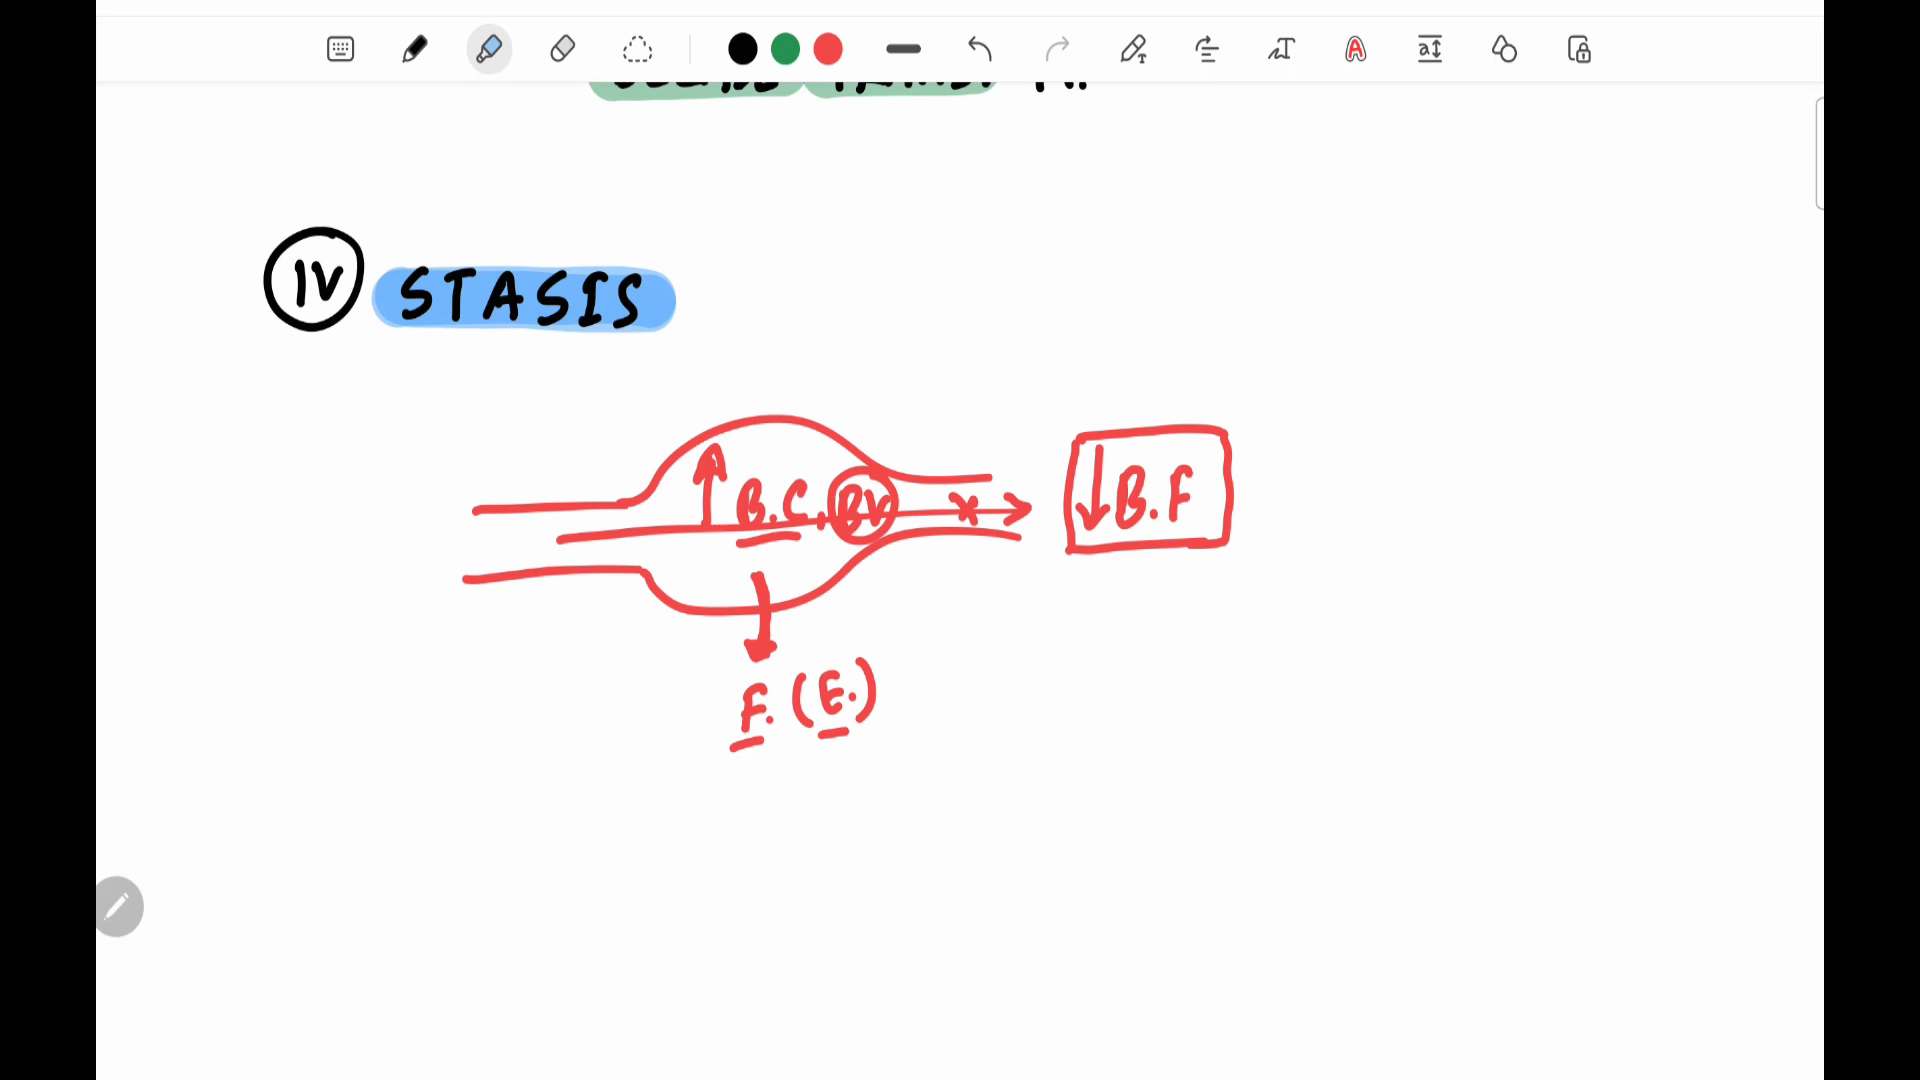 IV STASIS
↑ B.C. BV x → ↓ B.F
F. (E.)